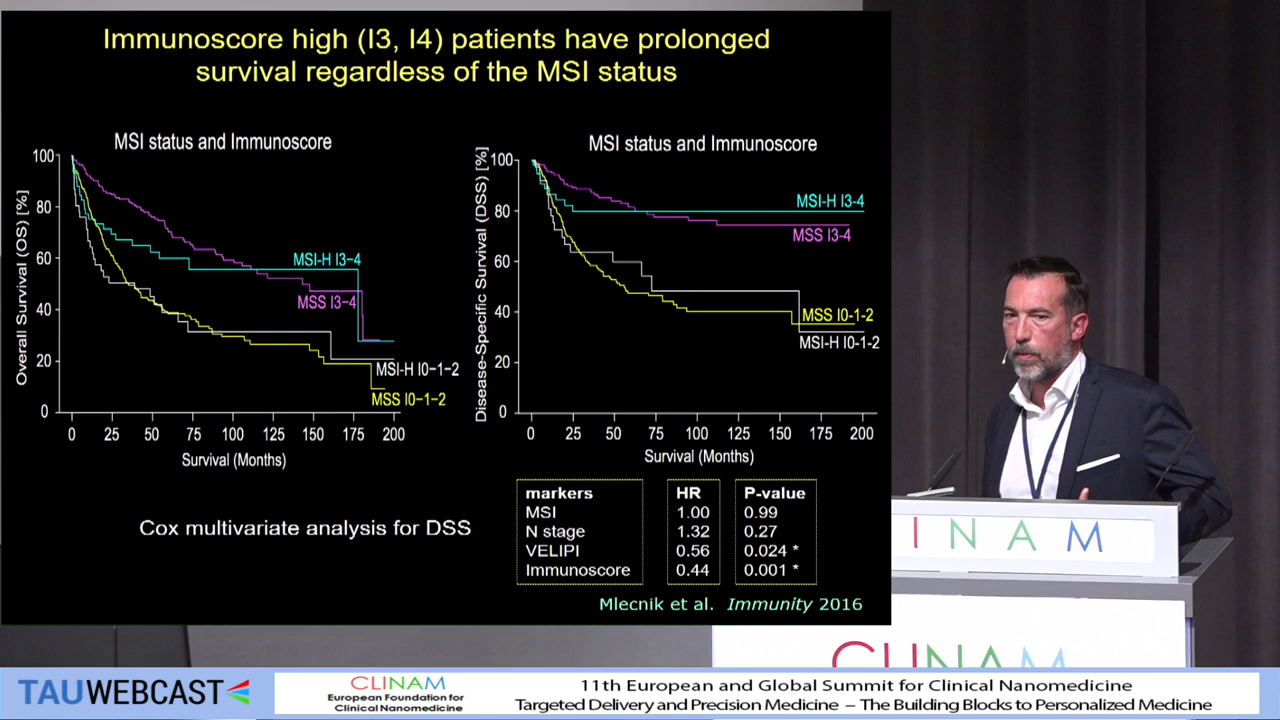 Immunoscore high (I3, I4) patients have prolonged
survival regardless of the MSI status
MSI status and Immunoscore
Overall Survival (OS) [%]
100
80
60
40
20
0
MSI-H I3-4
MSS I3-4
MSI-H I0-1-2
MSS I0-1-2
0 25 50 75 100 125 150 175 200
Survival (Months)
MSI status and Immunoscore
Disease-Specific Survival (DSS) [%]
100
80
60
40
20
0
MSI-H I3-4
MSS I3-4
MSS I0-1-2
MSI-H I0-1-2
0 25 50 75 100 125 150 175 200
Survival (Months)
Cox multivariate analysis for DSS
markers HR P-value
MSI 1.00 0.99
N stage 1.32 0.27
VELIPI 0.56 0.024 *
Immunoscore 0.44 0.001 *
Mlecnik et al. Immunity 2016
INAM
CLINAM
TAUWEBCAST
CLINAM
European Foundation for
Clinical Nanomedicine
11th European and Global Summit for Clinical Nanomedicine
Targeted Delivery and Precision Medicine – The Building Blocks to Personalized Medicine